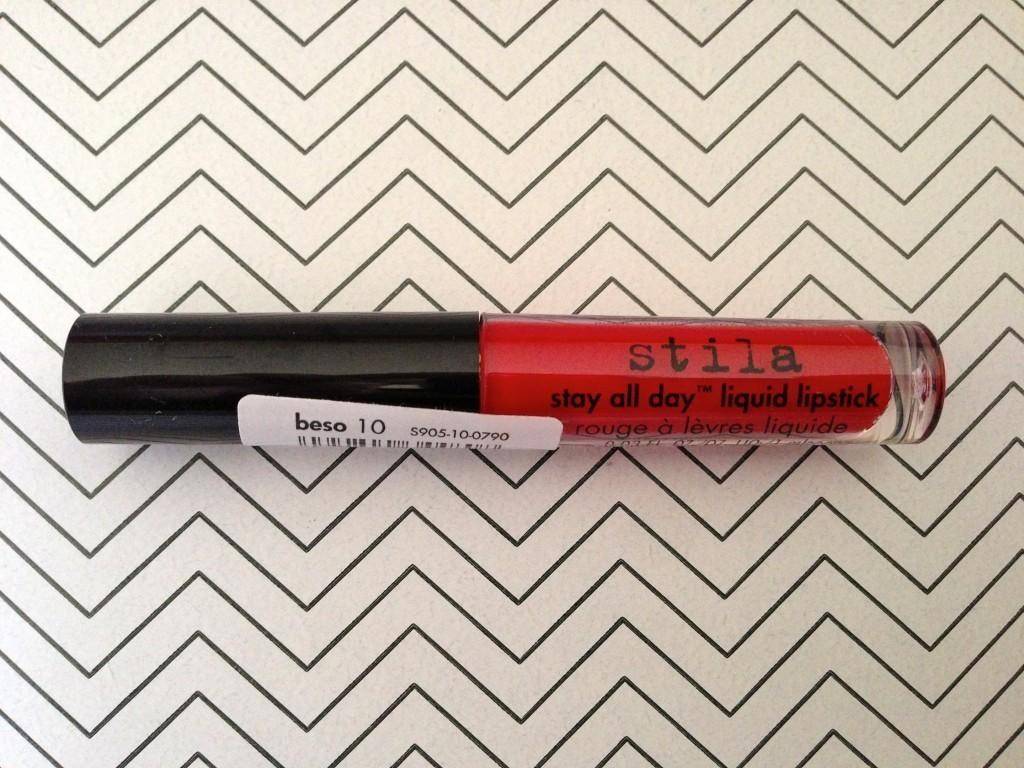 stila
stay all day™ liquid lipstick
rouge à lèvres liquide
beso 10 S905-10-0790